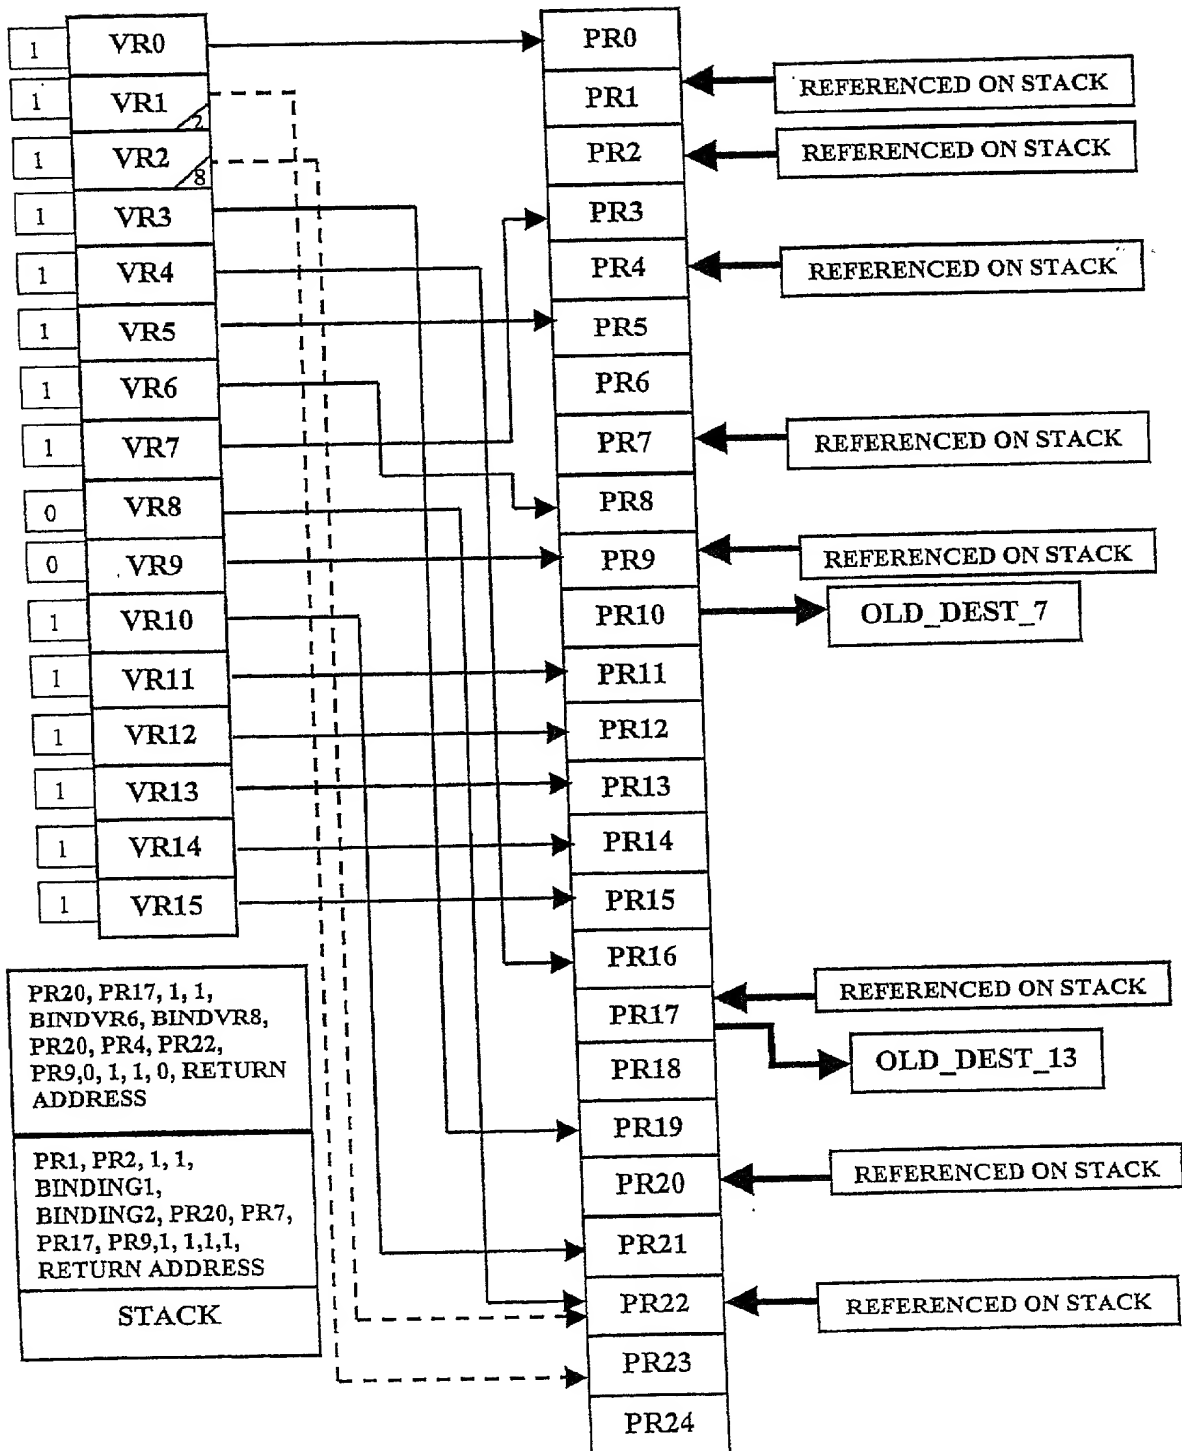 1
VR0
1
VR1
2
1
VR2
8
1
VR3
1
VR4
1
VR5
1
VR6
1
VR7
0
VR8
0
VR9
1
VR10
1
VR11
1
VR12
1
VR13
1
VR14
1
VR15
PR20, PR17, 1, 1,
BINDVR6, BINDVR8,
PR20, PR4, PR22,
PR9,0, 1, 1, 0, RETURN
ADDRESS
PR1, PR2, 1, 1,
BINDING1,
BINDING2, PR20, PR7,
PR17, PR9,1, 1,1,1,
RETURN ADDRESS
STACK
PR0
PR1
PR2
PR3
PR4
PR5
PR6
PR7
PR8
PR9
PR10
PR11
PR12
PR13
PR14
PR15
PR16
PR17
PR18
PR19
PR20
PR21
PR22
PR23
PR24
REFERENCED ON STACK
REFERENCED ON STACK
REFERENCED ON STACK
REFERENCED ON STACK
REFERENCED ON STACK
OLD_DEST_7
REFERENCED ON STACK
OLD_DEST_13
REFERENCED ON STACK
REFERENCED ON STACK